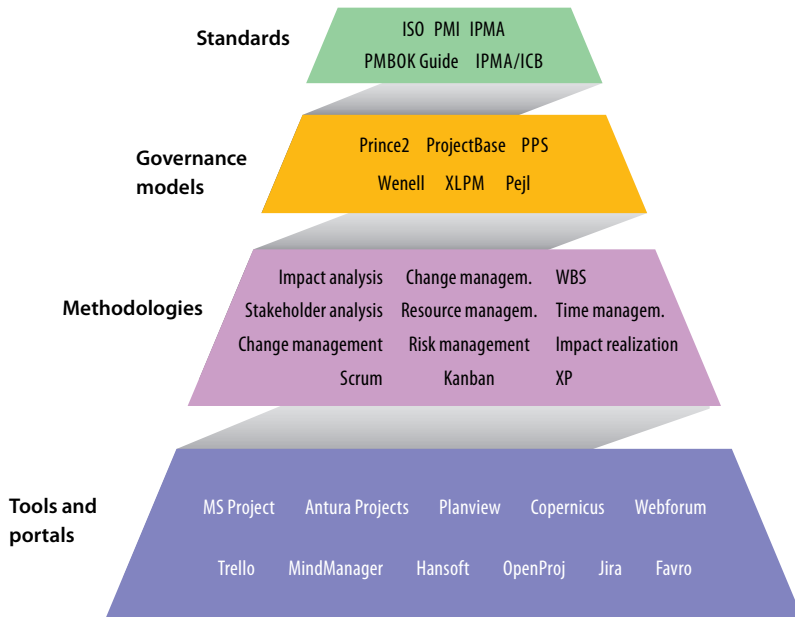 Standards
ISO PMI IPMA
PMBOK Guide IPMA/ICB
Governance
models
Prince2 ProjectBase PPS
Wenell XLPM Pejl
Methodologies
Impact analysis Change managem. WBS
Stakeholder analysis Resource managem. Time managem.
Change management Risk management Impact realization
Scrum Kanban XP
Tools and
portals
MS Project Antura Projects Planview Copernicus Webforum
Trello MindManager Hansoft OpenProj Jira Favro